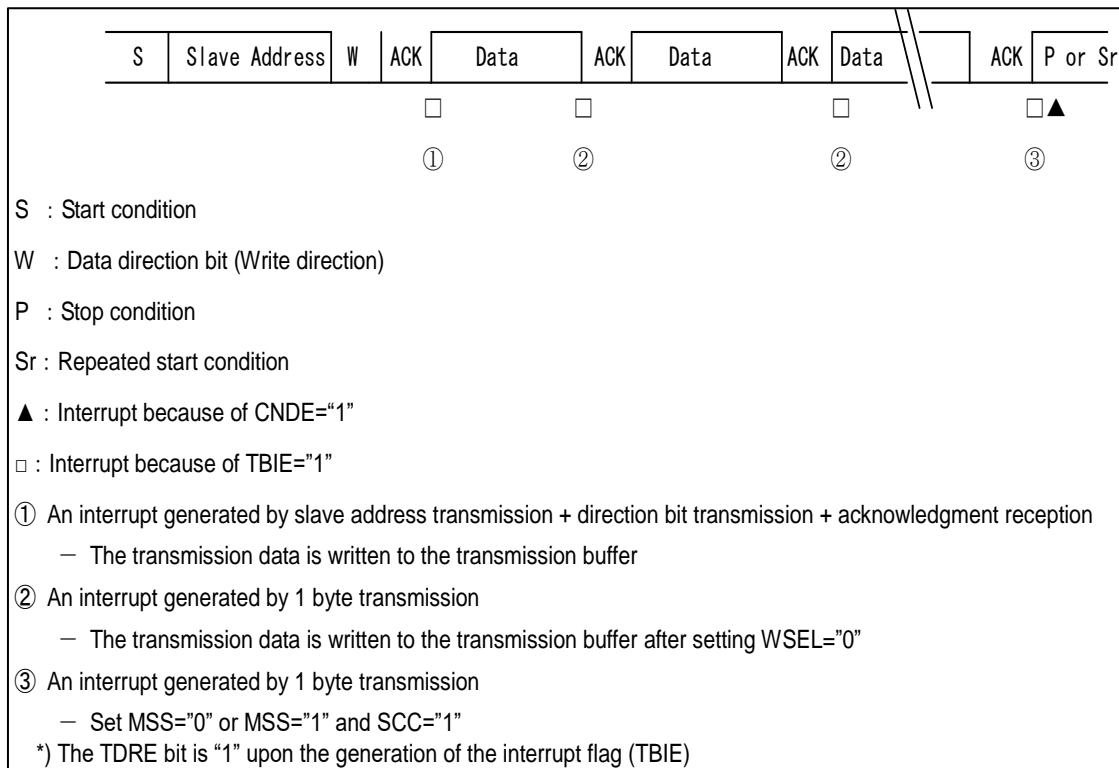 S Slave Address W ACK Data ACK Data ACK Data ACK P or Sr
□ □ □ □▲
① ② ② ③
S : Start condition
W : Data direction bit (Write direction)
P : Stop condition
Sr : Repeated start condition
▲ : Interrupt because of CNDE=“1”
□ : Interrupt because of TBIE=”1”
① An interrupt generated by slave address transmission + direction bit transmission + acknowledgment reception
－ The transmission data is written to the transmission buffer
② An interrupt generated by 1 byte transmission
－ The transmission data is written to the transmission buffer after setting WSEL=”0”
③ An interrupt generated by 1 byte transmission
－ Set MSS=”0” or MSS=”1” and SCC=”1”
*) The TDRE bit is “1” upon the generation of the interrupt flag (TBIE)